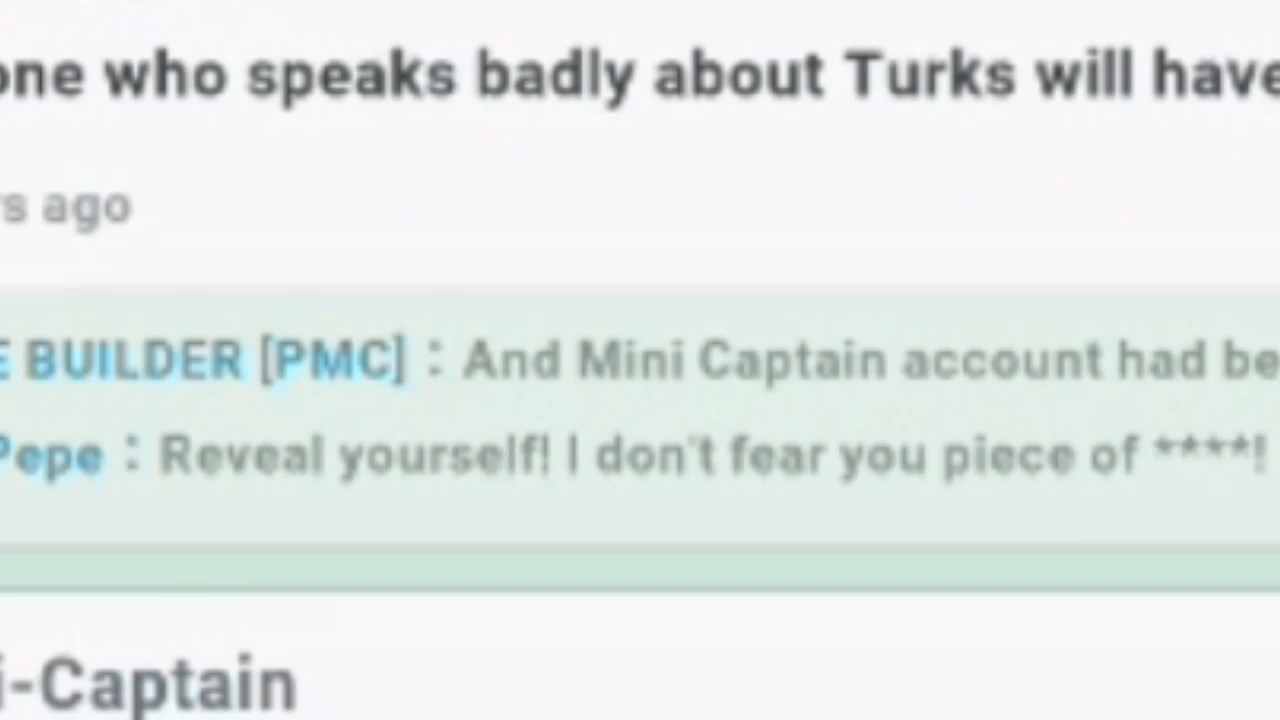 one who speaks badly about Turks will have
rs ago
E BUILDER [PMC] : And Mini Captain account had be
Pepe : Reveal yourself! I don't fear you piece of ****!
i-Captain